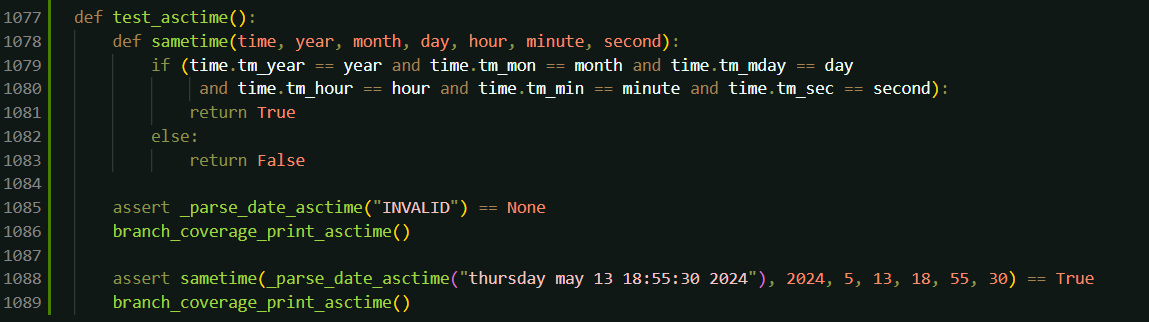 1077 def test_asctime():
1078     def sametime(time, year, month, day, hour, minute, second):
1079         if (time.tm_year == year and time.tm_mon == month and time.tm_mday == day
1080              and time.tm_hour == hour and time.tm_min == minute and time.tm_sec == second):
1081             return True
1082         else:
1083             return False
1084
1085     assert _parse_date_asctime("INVALID") == None
1086     branch_coverage_print_asctime()
1087
1088     assert sametime(_parse_date_asctime("thursday may 13 18:55:30 2024"), 2024, 5, 13, 18, 55, 30) == True
1089     branch_coverage_print_asctime()